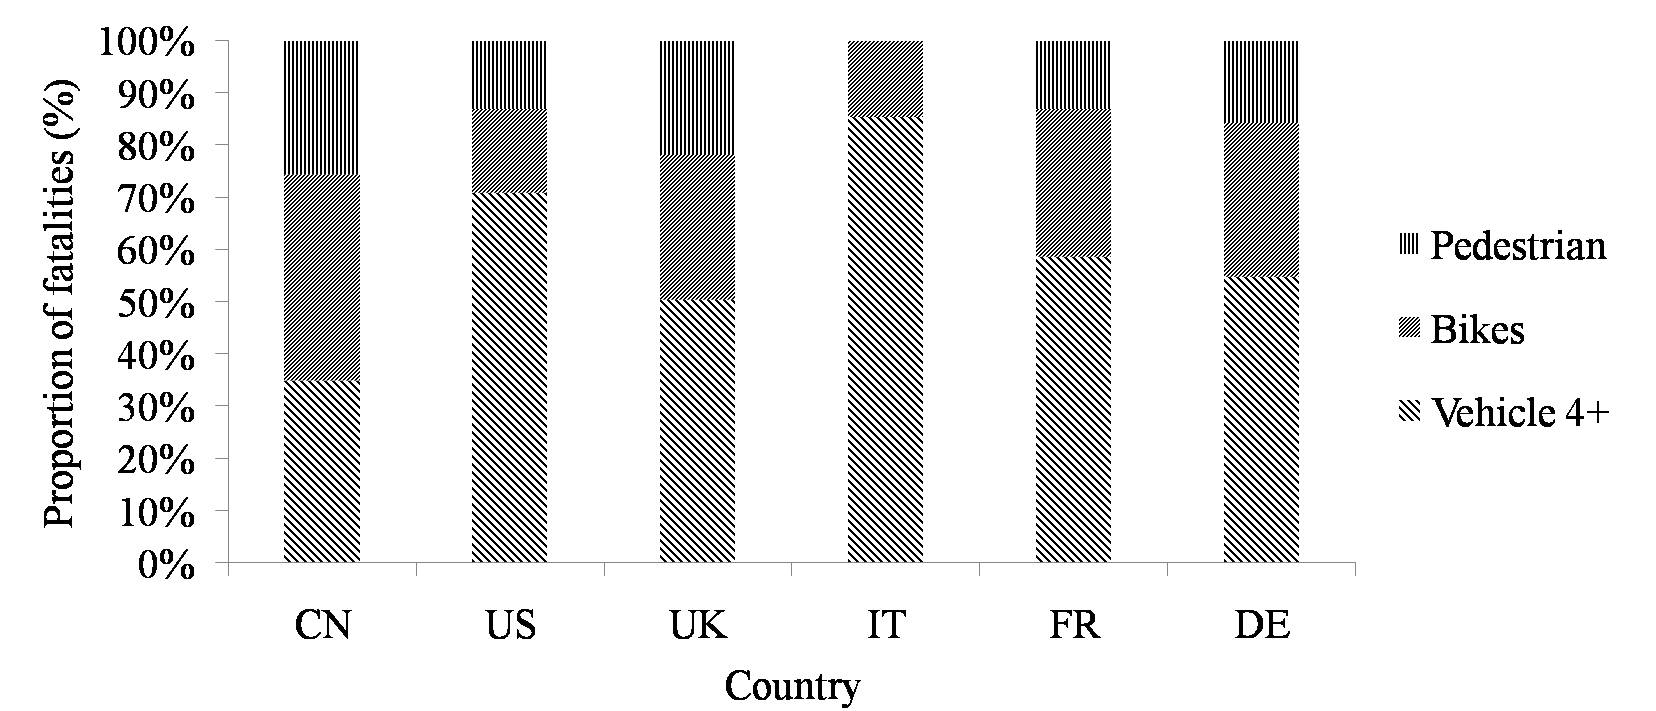 Proportion of fatalities (%)
100%
90%
80%
70%
60%
50%
40%
30%
20%
10%
0%
CN US UK IT FR DE
Country
Pedestrian
Bikes
Vehicle 4+